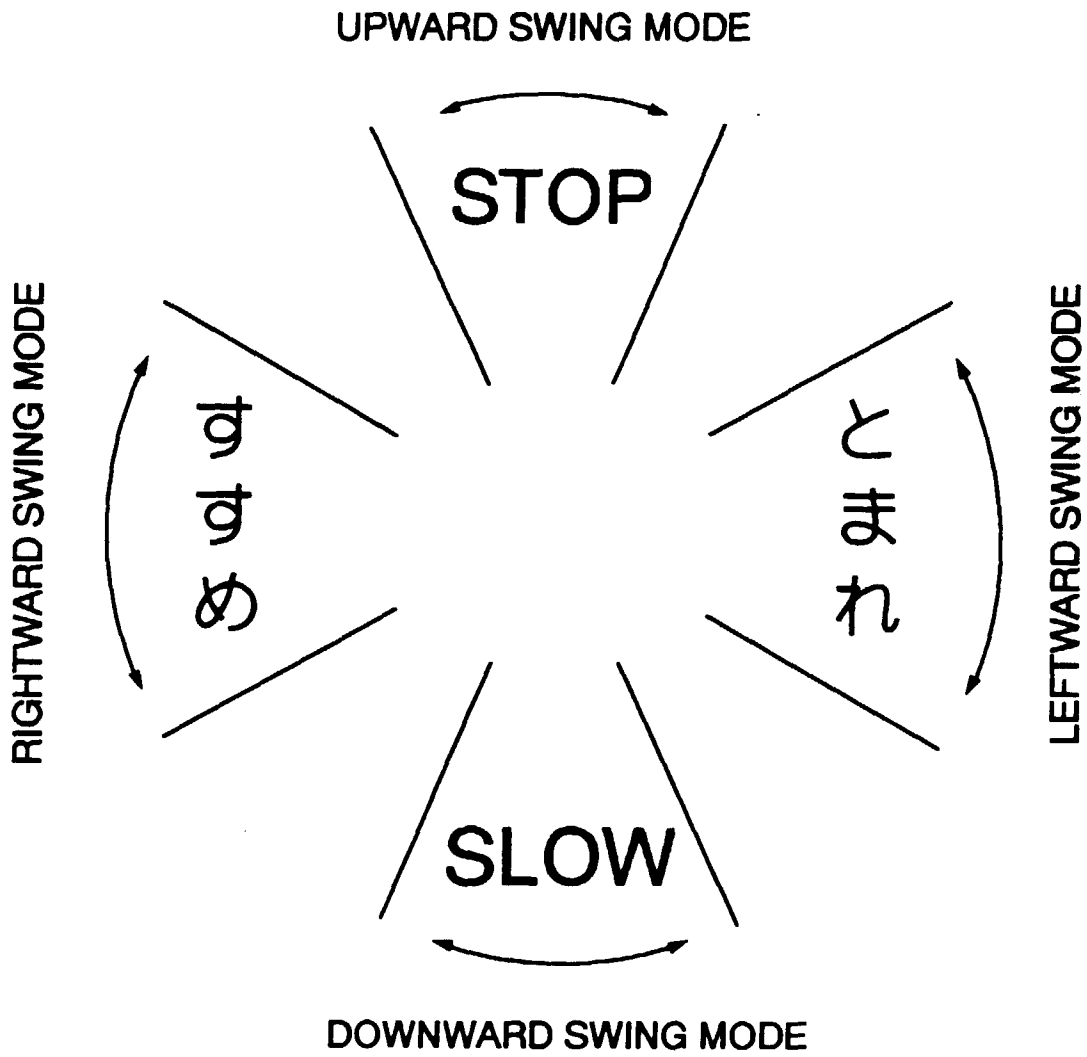 UPWARD SWING MODE
STOP
RIGHTWARD SWING MODE
すすめ
とまれ
LEFTWARD SWING MODE
SLOW
DOWNWARD SWING MODE